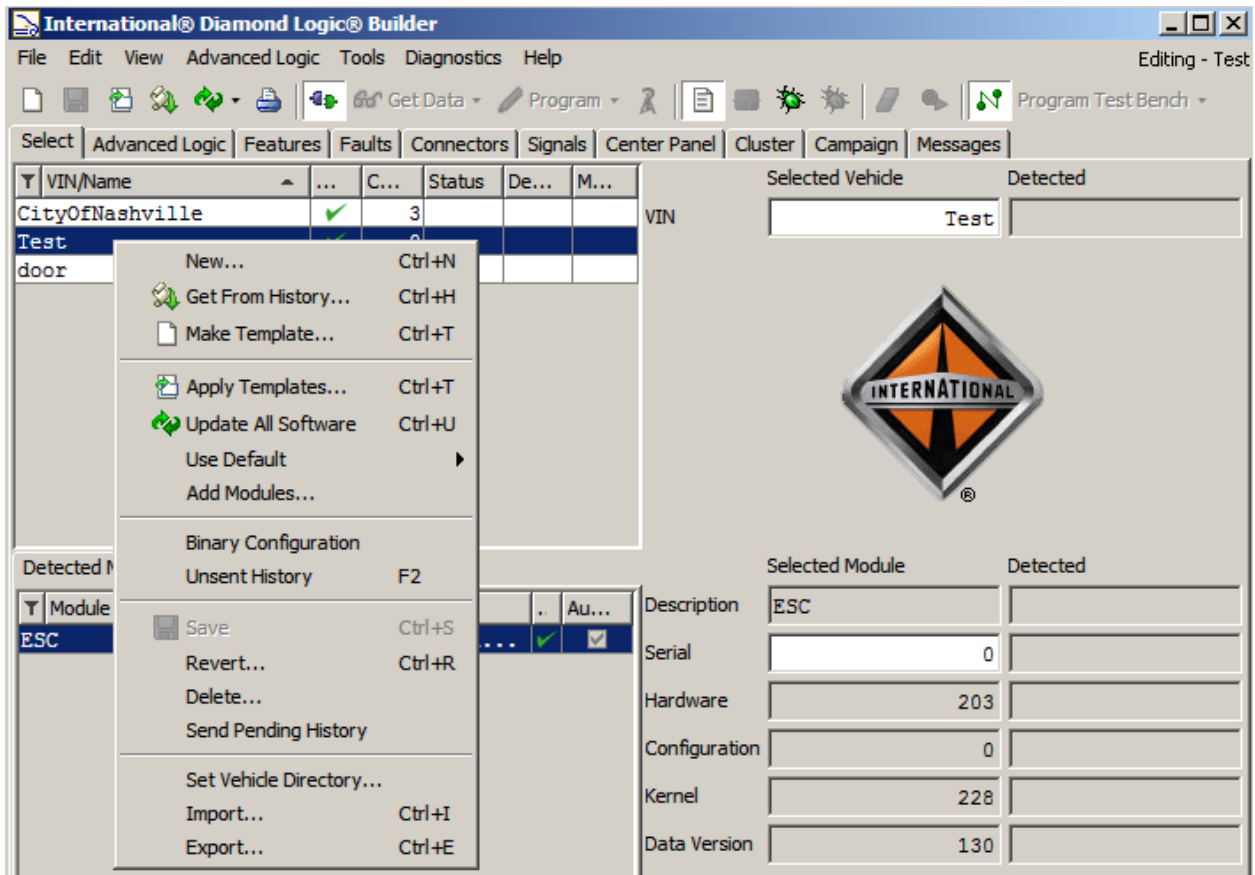 International® Diamond Logic® Builder
File Edit View Advanced Logic Tools Diagnostics Help Editing - Test
Get Data Program Program Test Bench
Select Advanced Logic Features Faults Connectors Signals Center Panel Cluster Campaign Messages
VIN/Name ... C... Status De... M... Selected Vehicle Detected
CityOfNashville 3
VIN Test
Test
door
New... Ctrl+N
Get From History... Ctrl+H
Make Template... Ctrl+T
Apply Templates... Ctrl+T
Update All Software Ctrl+U
Use Default
Add Modules...
Binary Configuration
Unsent History F2
Save Ctrl+S
Revert... Ctrl+R
Delete...
Send Pending History
Set Vehicle Directory...
Import... Ctrl+I
Export... Ctrl+E
INTERNATIONAL
®
Detected Selected Module Detected
Module .. Au... Description ESC
ESC ...
Serial 0
Hardware 203
Configuration 0
Kernel 228
Data Version 130